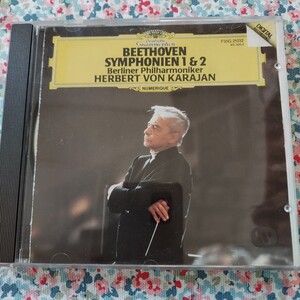 DIGITAL
BEETHOVEN
SYMPHONIEN 1 & 2
Berliner Philharmoniker
HERBERT VON KARAJAN
NUMERIQUE